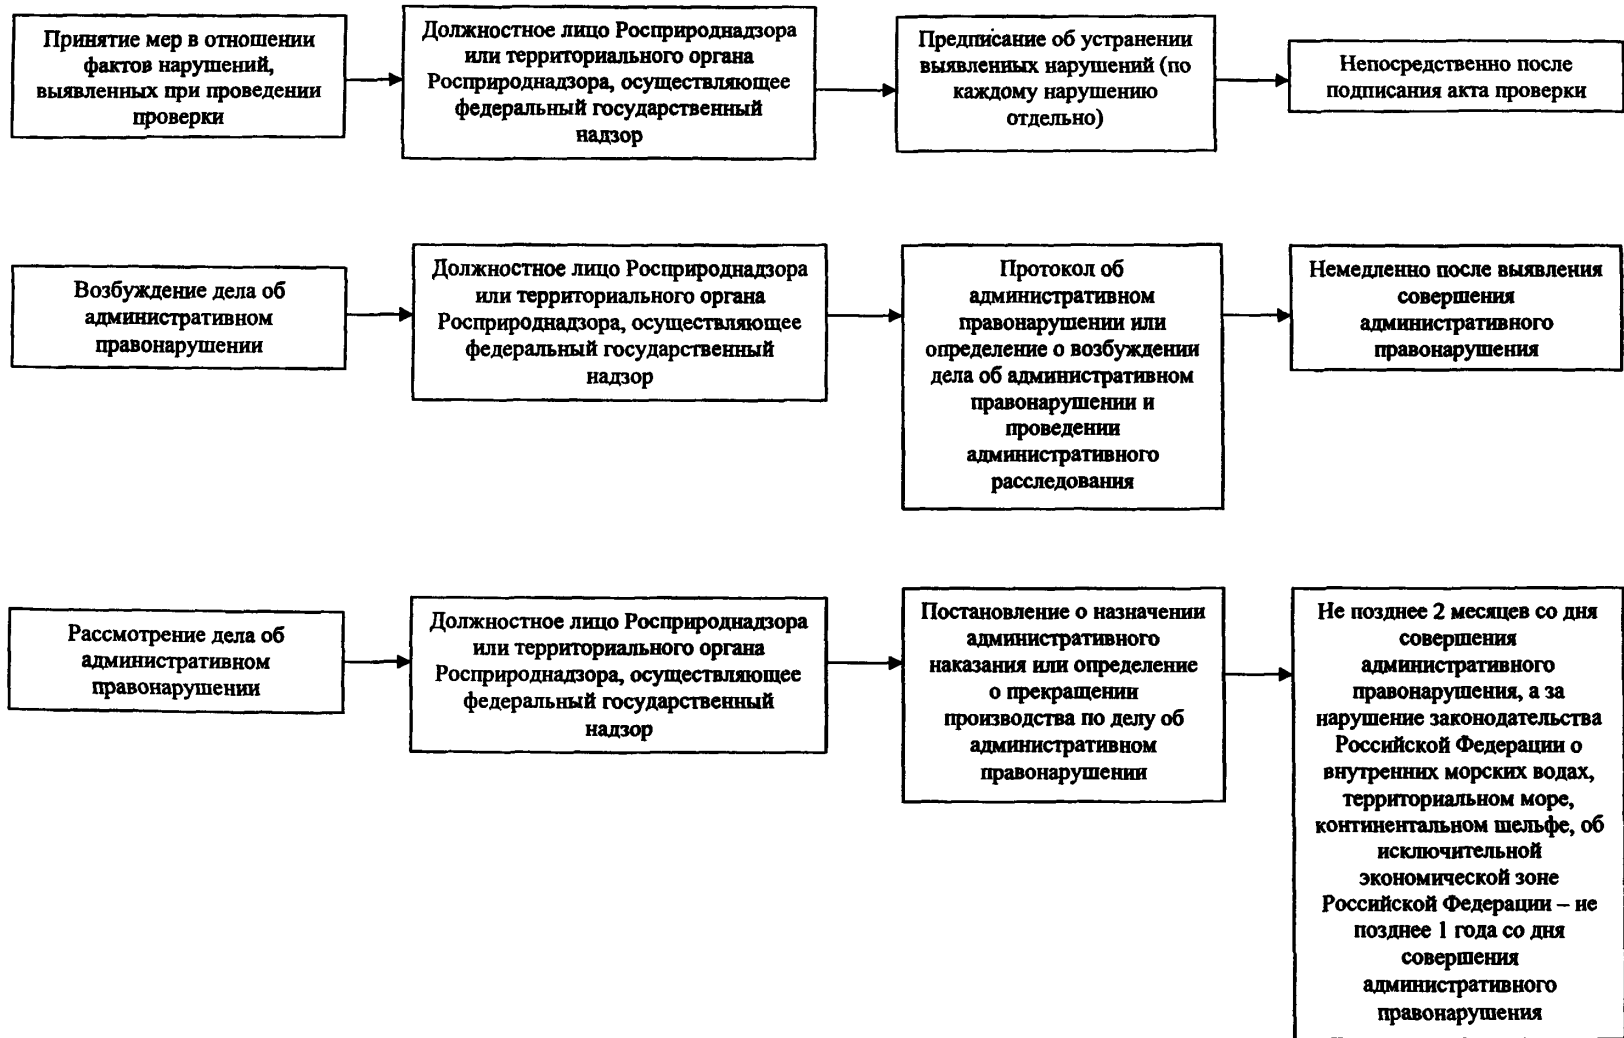 Принятие мер в отношении
фактов нарушений,
выявленных при проведении
проверки
Должностное лицо Росприроднадзора
или территориального органа
Росприроднадзора, осуществляющее
федеральный государственный
надзор
Предписание об устранении
выявленных нарушений (по
каждому нарушению
отдельно)
Непосредственно после
подписания акта проверки
Возбуждение дела об
административном
правонарушении
Должностное лицо Росприроднадзора
или территориального органа
Росприроднадзора, осуществляющее
федеральный государственный
надзор
Протокол об
административном
правонарушении или
определение о возбуждении
дела об административном
правонарушении и
проведении
административного
расследования
Немедленно после выявления
совершения
административного
правонарушения
Рассмотрение дела об
административном
правонарушении
Должностное лицо Росприроднадзора
или территориального органа
Росприроднадзора, осуществляющее
федеральный государственный
надзор
Постановление о назначении
административного
наказания или определение
о прекращении
производства по делу об
административном
правонарушении
Не позднее 2 месяцев со дня
совершения
административного
правонарушения, а за
нарушение законодательства
Российской Федерации о
внутренних морских водах,
территориальном море,
континентальном шельфе, об
исключительной
экономической зоне
Российской Федерации – не
позднее 1 года со дня
совершения
административного
правонарушения